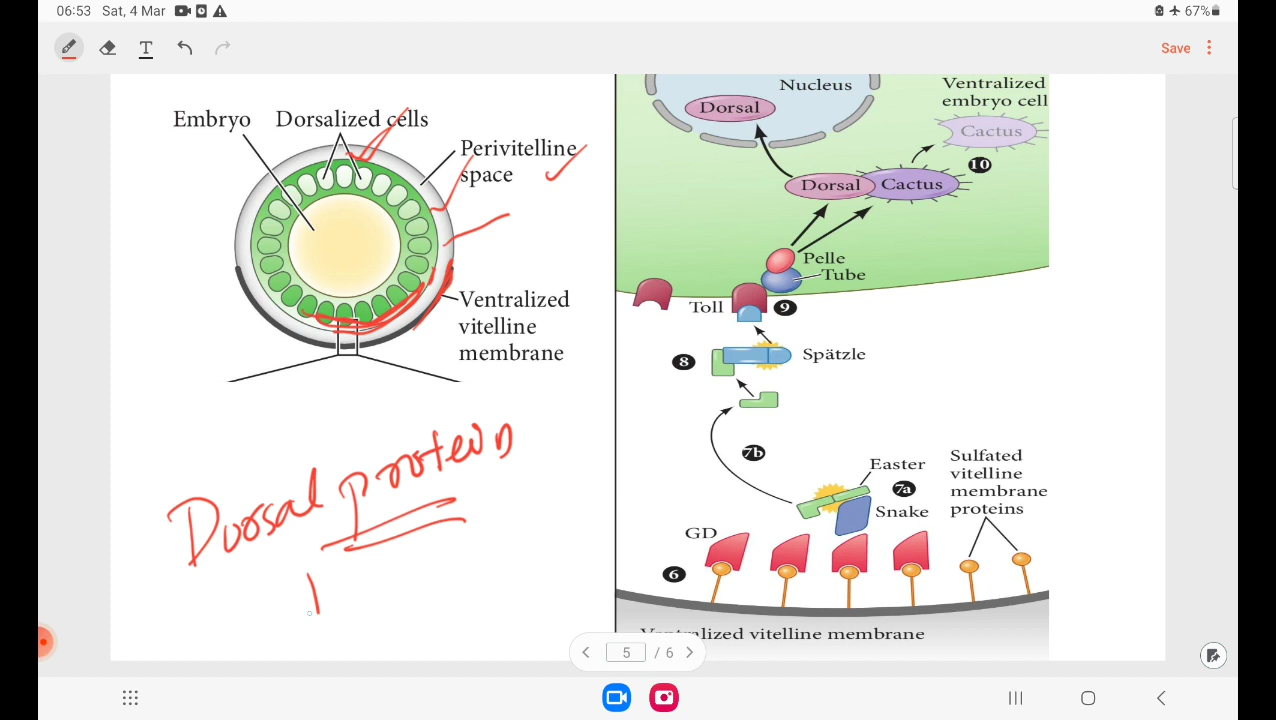 06:53 Sat, 4 Mar
67%
T
Save
Embryo Dorsalized cells
Perivitelline
space
Ventralized
vitelline
membrane
Dorsal protein
Nucleus
Dorsal
Ventralized
embryo cell
Cactus
10
Dorsal Cactus
Pelle
Tube
Toll
9
8
Spätzle
7b
Easter
7a
Snake
Sulfated
vitelline
membrane
proteins
GD
6
Ventralized vitelline membrane
5 / 6